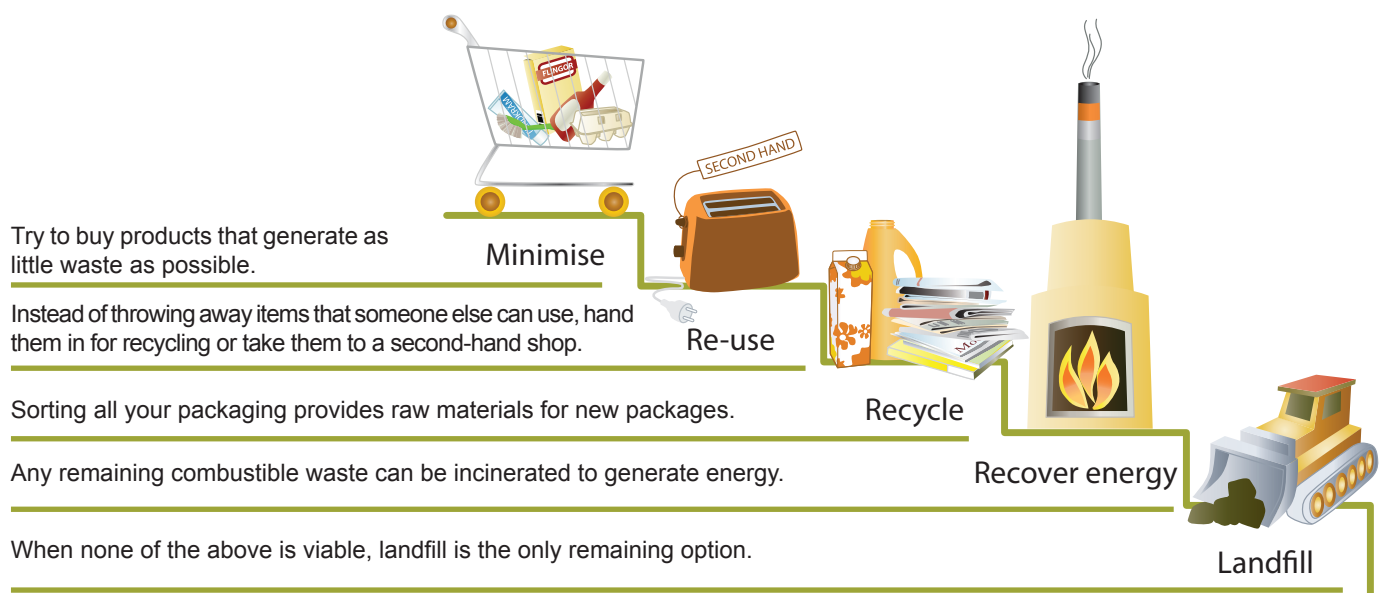 FLINGOR
SECOND HAND
Try to buy products that generate as
little waste as possible.
Minimise
Instead of throwing away items that someone else can use, hand
them in for recycling or take them to a second-hand shop.
Re-use
Sorting all your packaging provides raw materials for new packages.
Recycle
Any remaining combustible waste can be incinerated to generate energy.
Recover energy
When none of the above is viable, landfill is the only remaining option.
Landfill